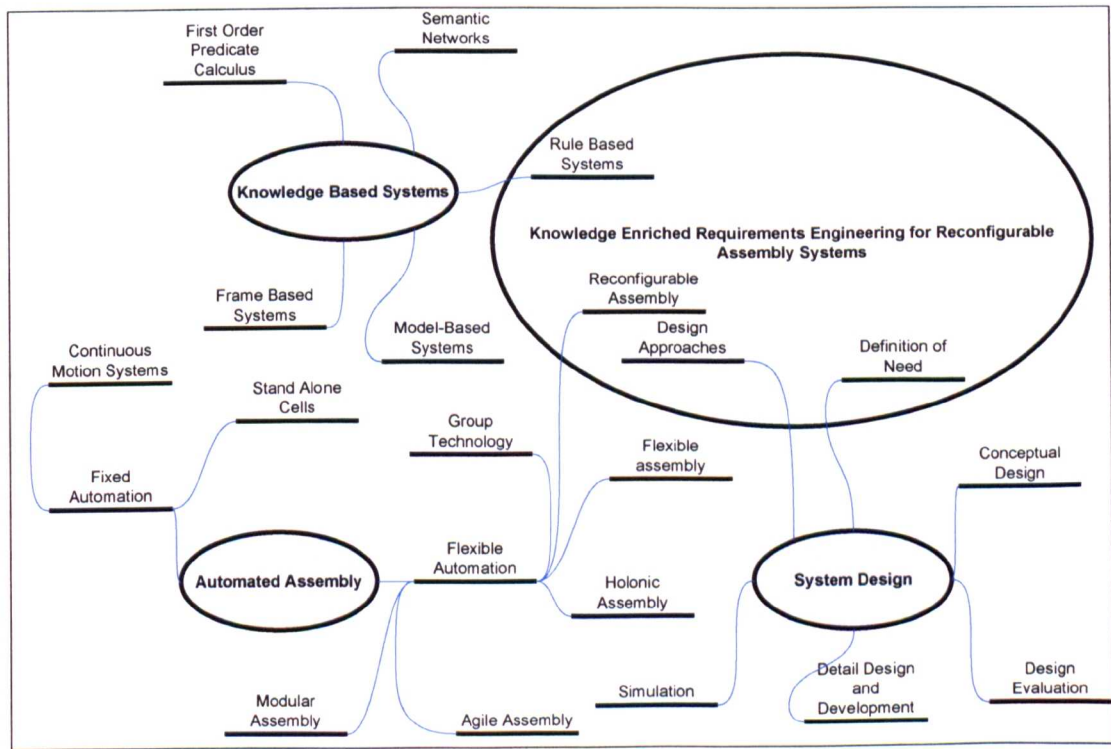 First Order
Predicate
Calculus
Semantic
Networks
Rule Based
Systems
Knowledge Based Systems
Knowledge Enriched Requirements Engineering for Reconfigurable
Assembly Systems
Frame Based
Systems
Model-Based
Systems
Reconfigurable
Assembly
Design
Approaches
Definition of
Need
Continuous
Motion Systems
Stand Alone
Cells
Group
Technology
Flexible
assembly
Conceptual
Design
Fixed
Automation
Automated Assembly
Flexible
Automation
Holonic
Assembly
System Design
Modular
Assembly
Agile Assembly
Simulation
Detail Design
and
Development
Design
Evaluation